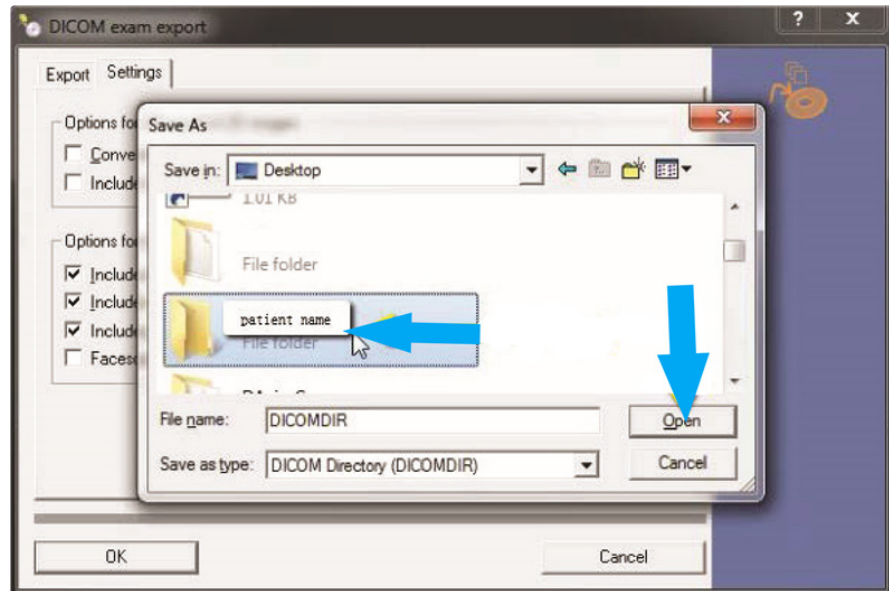 DICOM exam export
? X
Export Settings
Options for
Save As
Conve
Save in: Desktop
Include
1.01 KB
Options for
File folder
Include
patient name
Include
File folder
Include
Faces
File name: DICOMDIR Open
Save as type: DICOM Directory (DICOMDIR) Cancel
OK Cancel